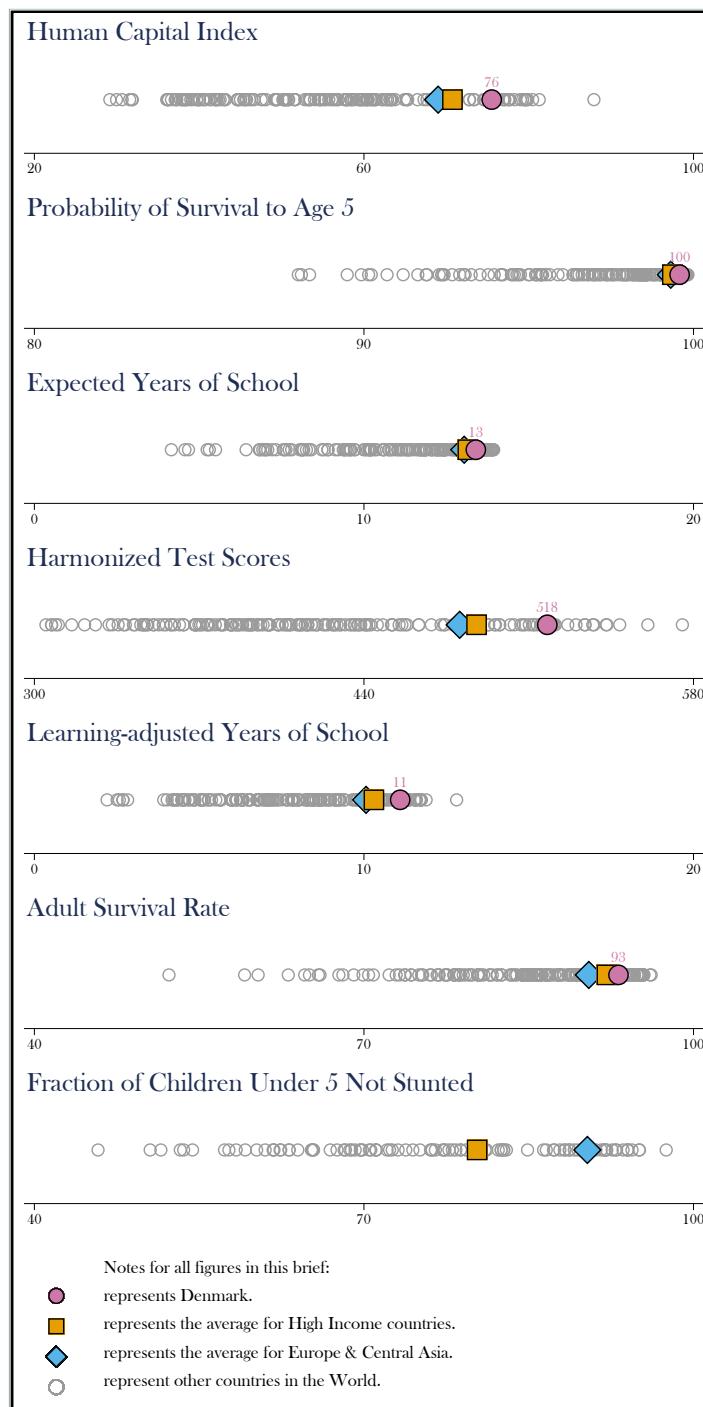 Human Capital Index
76
20 60 100
Probability of Survival to Age 5
100
80 90 100
Expected Years of School
13
0 10 20
Harmonized Test Scores
518
300 440 580
Learning-adjusted Years of School
11
0 10 20
Adult Survival Rate
93
40 70 100
Fraction of Children Under 5 Not Stunted
40 70 100
Notes for all figures in this brief:
represents Denmark.
represents the average for High Income countries.
represents the average for Europe & Central Asia.
represent other countries in the World.